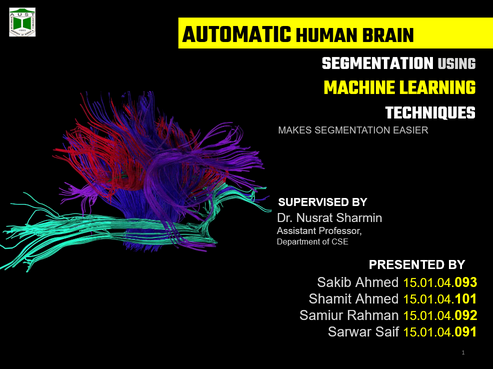 AUTOMATIC HUMAN BRAIN
SEGMENTATION USING
MACHINE LEARNING
TECHNIQUES
MAKES SEGMENTATION EASIER
SUPERVISED BY
Dr. Nusrat Sharmin
Assistant Professor,
Department of CSE
PRESENTED BY
Sakib Ahmed 15.01.04.093
Shamit Ahmed 15.01.04.101
Samiur Rahman 15.01.04.092
Sarwar Saif 15.01.04.091
1